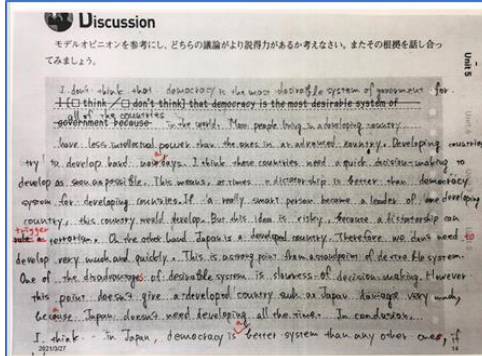 Discussion
モデルオピニオンを参考にし、どちらの議論がより説得力があるか考えなさい。またその根拠を話し合っ
てみましょう。
Unit 5
I don't think that democracy is the most desirable system of government for
I [□ think / ☑ don't think] that democracy is the most desirable system of
all of the countries
government because in the world. Many people living in a developing country
have less intellectual power than the ones in an advanced country. Developing countries
try to develop hard nowadays. I think these countries need a quick decision-making to
develop as soon as possible. This means, at times a dictatorship is better than democracy
system for developing countries. If a really smart person become a leader of one developing
country, this country would develop. But this idea is risky, because a dictatorship can
trigger
terrorism. On the other hand Japan is a developed country. Therefore we don't need to
develop very much and quickly. This is a strong point from a standpoint of desirable system.
One of the disadvantages of desirable system is slowness of decision-making. However
this point doesn't give a developed country such as Japan damage very much,
because Japan doesn't need developing all the time. In conclusion,
I think in Japan, democracy is a better system than any other ones, if
2021/3/27